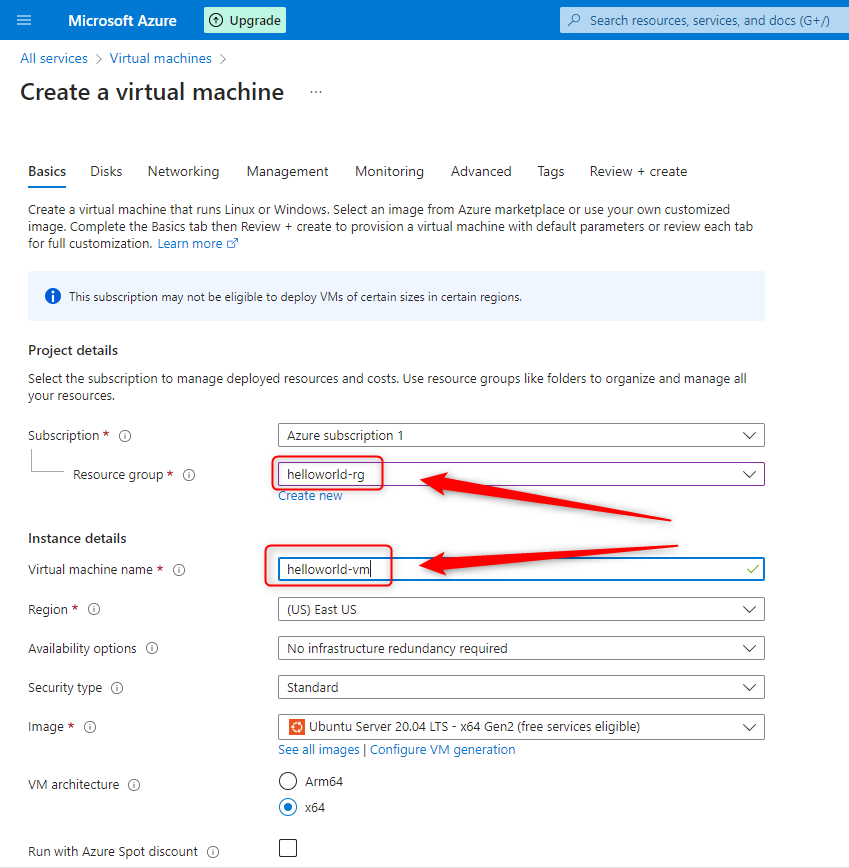 Microsoft Azure Upgrade Search resources, services, and docs (G+/)
All services > Virtual machines >
Create a virtual machine ...
Basics Disks Networking Management Monitoring Advanced Tags Review + create
Create a virtual machine that runs Linux or Windows. Select an image from Azure marketplace or use your own customized
image. Complete the Basics tab then Review + create to provision a virtual machine with default parameters or review each tab
for full customization. Learn more
This subscription may not be eligible to deploy VMs of certain sizes in certain regions.
Project details
Select the subscription to manage deployed resources and costs. Use resource groups like folders to organize and manage all
your resources.
Subscription * Azure subscription 1
Resource group * helloworld-rg
Create new
Instance details
Virtual machine name * helloworld-vm
Region * (US) East US
Availability options No infrastructure redundancy required
Security type Standard
Image * Ubuntu Server 20.04 LTS - x64 Gen2 (free services eligible)
See all images | Configure VM generation
VM architecture Arm64
x64
Run with Azure Spot discount